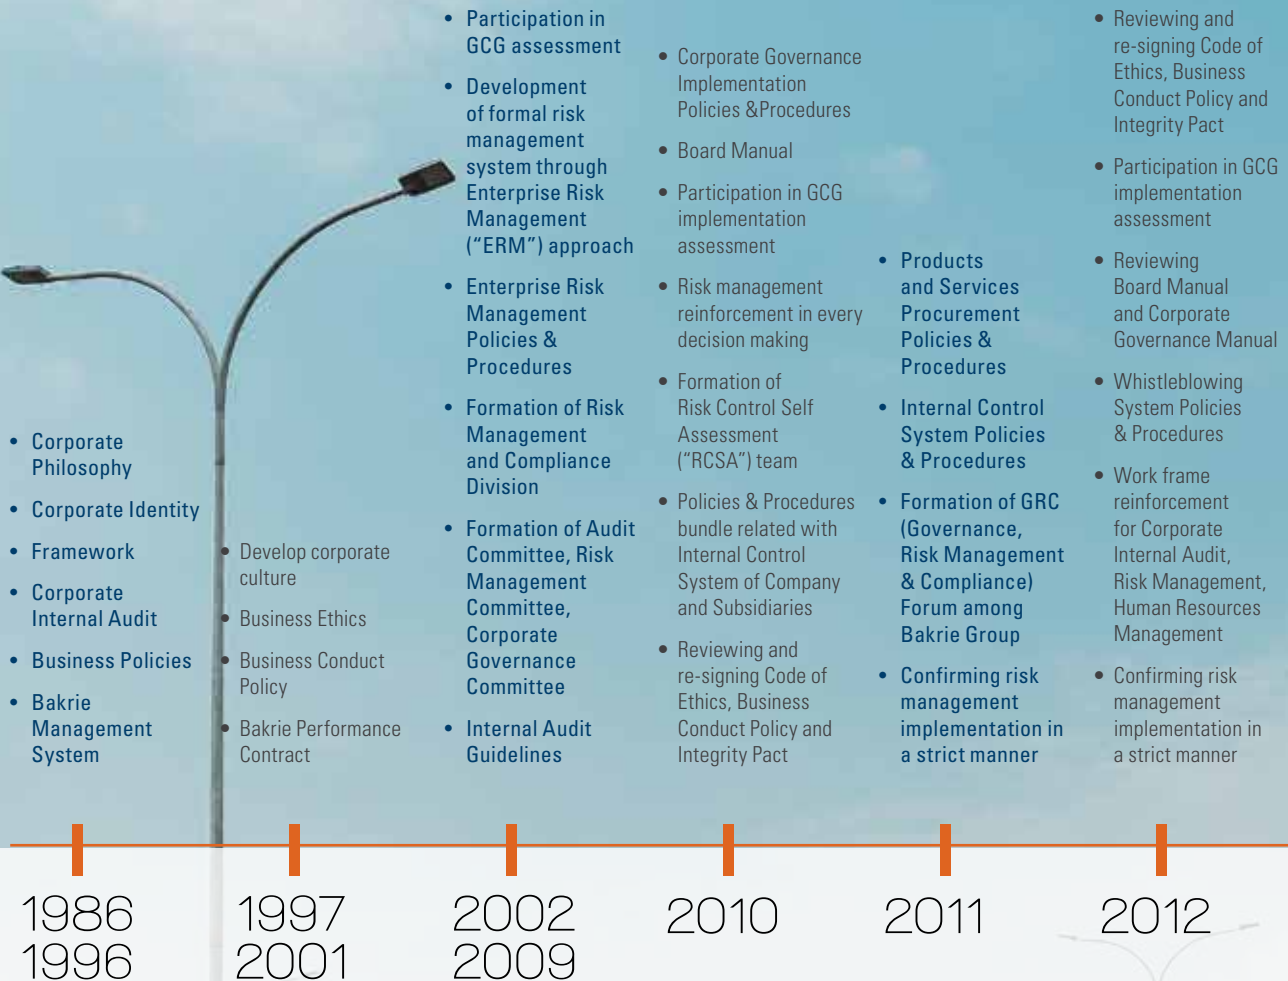 • Corporate
Philosophy
• Corporate Identity
• Framework
• Corporate
Internal Audit
• Business Policies
• Bakrie
Management
System
• Develop corporate
culture
• Business Ethics
• Business Conduct
Policy
• Bakrie Performance
Contract
• Participation in
GCG assessment
• Development
of formal risk
management
system through
Enterprise Risk
Management
(“ERM”) approach
• Enterprise Risk
Management
Policies &
Procedures
• Formation of Risk
Management
and Compliance
Division
• Formation of Audit
Committee, Risk
Management
Committee,
Corporate
Governance
Committee
• Internal Audit
Guidelines
• Corporate Governance
Implementation
Policies &Procedures
• Board Manual
• Participation in GCG
implementation
assessment
• Risk management
reinforcement in every
decision making
• Formation of
Risk Control Self
Assessment
(“RCSA”) team
• Policies & Procedures
bundle related with
Internal Control
System of Company
and Subsidiaries
• Reviewing and
re-signing Code of
Ethics, Business
Conduct Policy and
Integrity Pact
• Products
and Services
Procurement
Policies &
Procedures
• Internal Control
System Policies
& Procedures
• Formation of GRC
(Governance,
Risk Management
& Compliance)
Forum among
Bakrie Group
• Confirming risk
management
implementation in
a strict manner
• Reviewing and
re-signing Code of
Ethics, Business
Conduct Policy and
Integrity Pact
• Participation in GCG
implementation
assessment
• Reviewing
Board Manual
and Corporate
Governance Manual
• Whistleblowing
System Policies
& Procedures
• Work frame
reinforcement
for Corporate
Internal Audit,
Risk Management,
Human Resources
Management
• Confirming risk
management
implementation in
a strict manner
1986
1996
1997
2001
2002
2009
2010
2011
2012